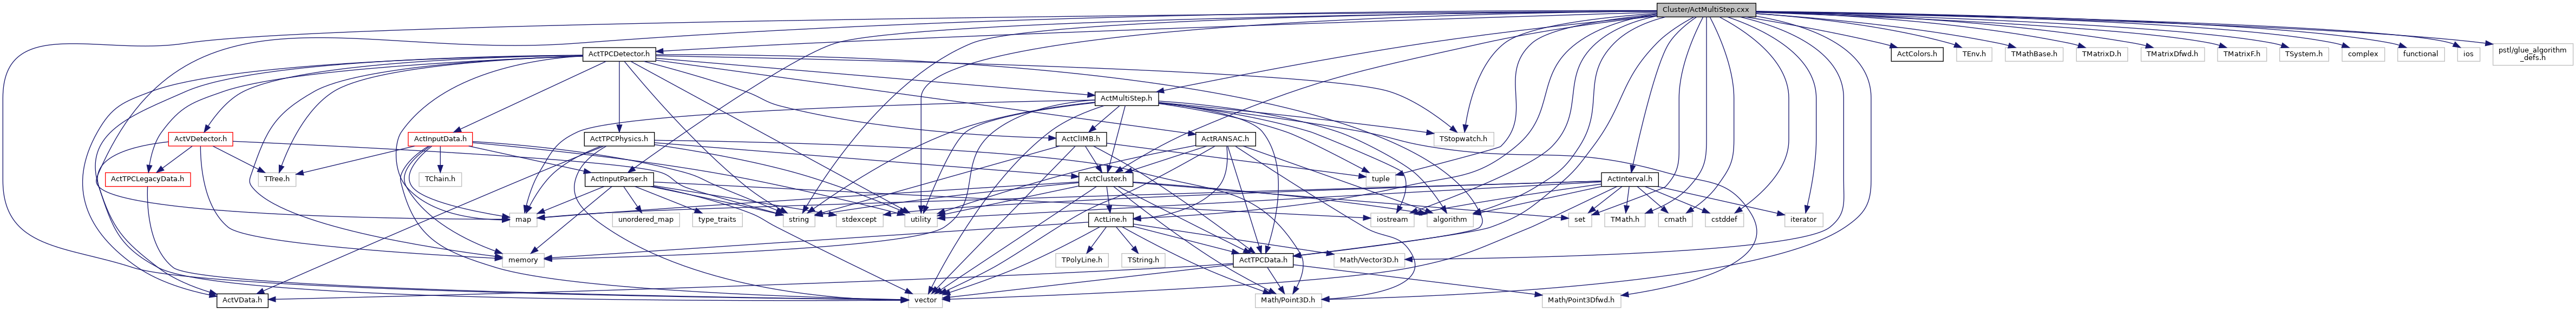 Cluster/ActMultiStep.cxx
ActTPCDetector.h
ActColors.h
TEnv.h
TMathBase.h
TMatrixD.h
TMatrixDfwd.h
TMatrixF.h
TSystem.h
complex
functional
ios
pstl/glue_algorithm
_defs.h
ActMultiStep.h
ActVDetector.h
ActInputData.h
ActTPCPhysics.h
ActClIMB.h
ActRANSAC.h
TStopwatch.h
ActTPCLegacyData.h
TTree.h
TChain.h
ActInputParser.h
ActCluster.h
tuple
ActInterval.h
map
unordered_map
type_traits
string
stdexcept
utility
ActLine.h
iostream
algorithm
set
TMath.h
cmath
cstddef
iterator
memory
TPolyLine.h
TString.h
ActTPCData.h
Math/Vector3D.h
ActVData.h
vector
Math/Point3D.h
Math/Point3Dfwd.h